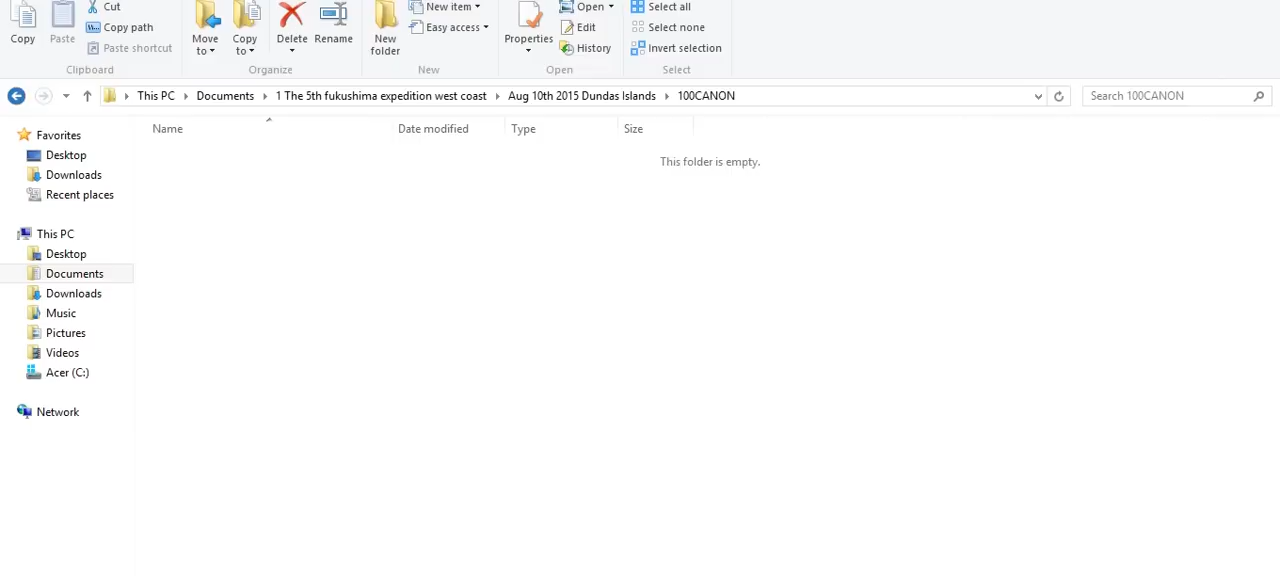 Cut
New item
Open
Select all
Copy path
Easy access
Edit
Select none
Copy
Paste
Paste shortcut
Move
to
Copy
to
Delete
Rename
New
folder
Properties
History
Invert selection
Clipboard
Organize
New
Open
Select
This PC
Documents
1 The 5th fukushima expedition west coast
Aug 10th 2015 Dundas Islands
100CANON
Search 100CANON
Name
Date modified
Type
Size
This folder is empty.
Favorites
Desktop
Downloads
Recent places
This PC
Desktop
Documents
Downloads
Music
Pictures
Videos
Acer (C:)
Network